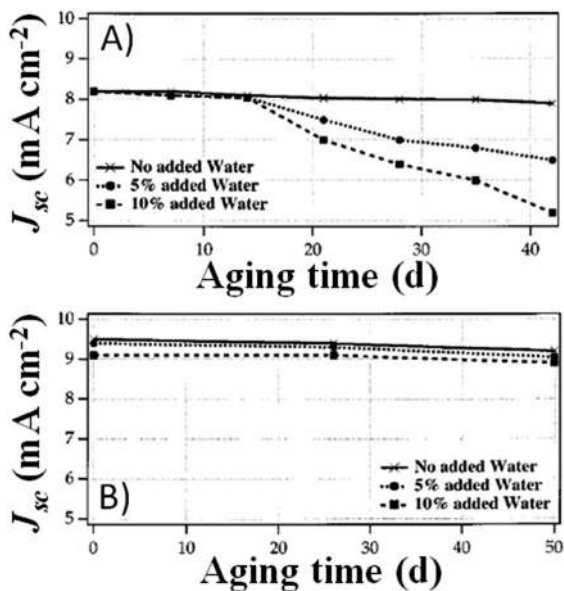 A)
10
9
8
7
6
5
J_sc (mA cm⁻²)
No added Water
5% added Water
10% added Water
0
10
20
30
40
Aging time (d)
10
9
8
7
6
5
J_sc (mA cm⁻²)
No added Water
5% added Water
10% added Water
B)
0
10
20
30
40
50
Aging time (d)